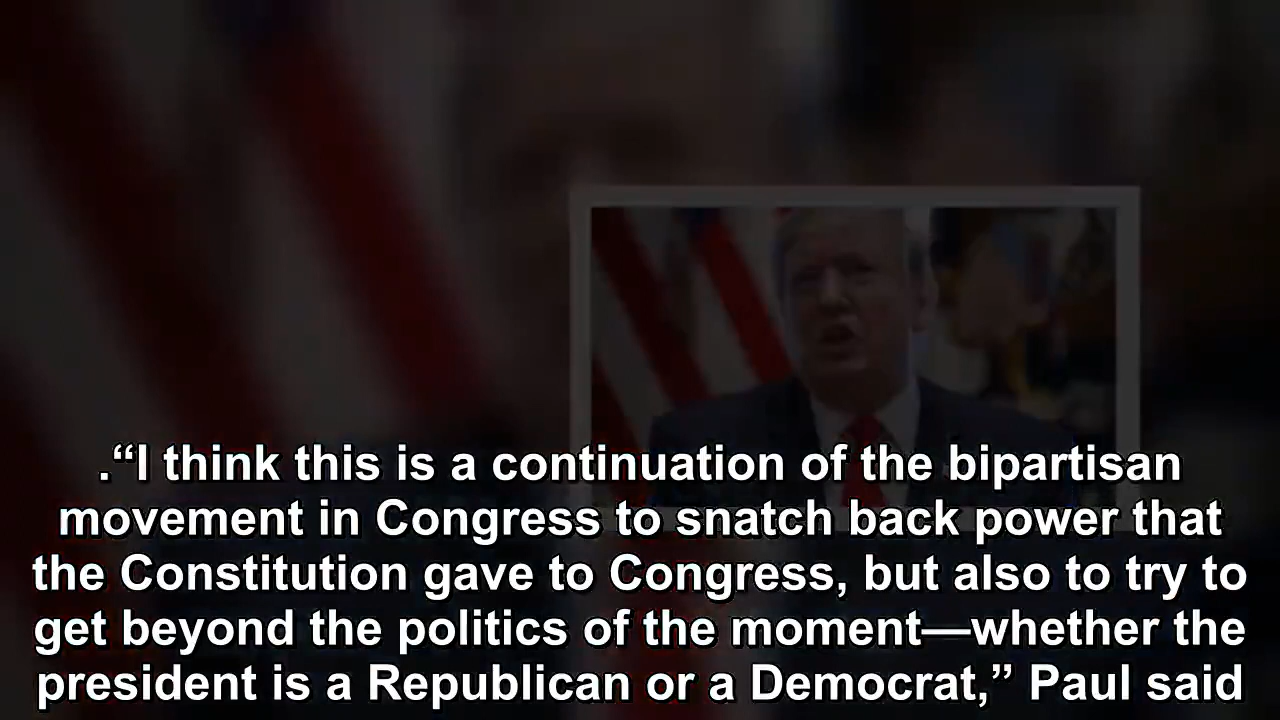 .“I think this is a continuation of the bipartisan
movement in Congress to snatch back power that
the Constitution gave to Congress, but also to try to
get beyond the politics of the moment—whether the
president is a Republican or a Democrat,” Paul said